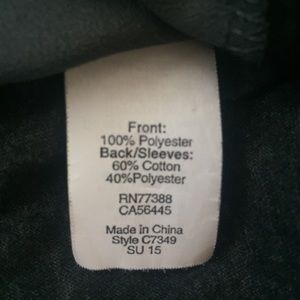 Front:
100% Polyester
Back/Sleeves:
60% Cotton
40%Polyester
RN77388
CA56445
Made in China
Style C7349
SU 15